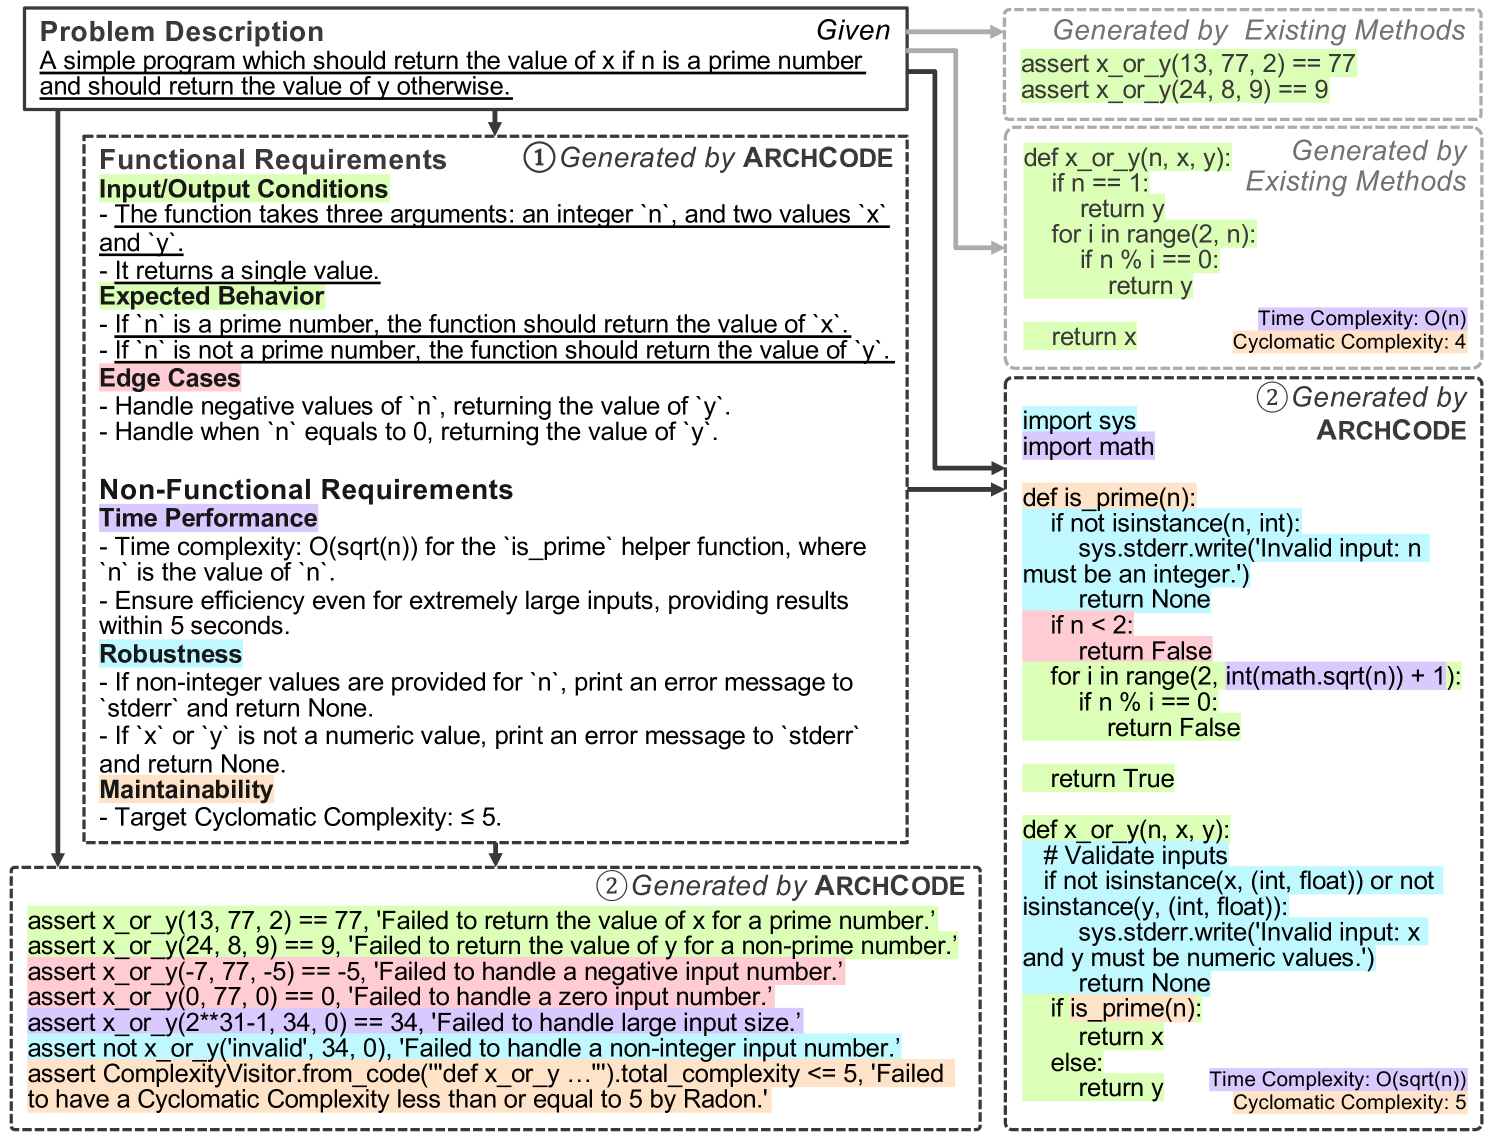 Problem Description
Given
A simple program which should return the value of x if n is a prime number
and should return the value of y otherwise.
Generated by Existing Methods
assert x_or_y(13, 77, 2) == 77
assert x_or_y(24, 8, 9) == 9
Generated by
Existing Methods
def x_or_y(n, x, y):
if n == 1:
return y
for i in range(2, n):
if n % i == 0:
return y
return x
Time Complexity: O(n)
Cyclomatic Complexity: 4
Functional Requirements
① Generated by ARCHCODE
Input/Output Conditions
- The function takes three arguments: an integer `n`, and two values `x`
and `y`.
- It returns a single value.
Expected Behavior
- If `n` is a prime number, the function should return the value of `x`.
- If `n` is not a prime number, the function should return the value of `y`.
Edge Cases
- Handle negative values of `n`, returning the value of `y`.
- Handle when `n` equals to 0, returning the value of `y`.
Non-Functional Requirements
Time Performance
- Time complexity: O(sqrt(n)) for the `is_prime` helper function, where
`n` is the value of `n`.
- Ensure efficiency even for extremely large inputs, providing results
within 5 seconds.
Robustness
- If non-integer values are provided for `n`, print an error message to
`stderr` and return None.
- If `x` or `y` is not a numeric value, print an error message to `stderr`
and return None.
Maintainability
- Target Cyclomatic Complexity: ≤ 5.
② Generated by ARCHCODE
assert x_or_y(13, 77, 2) == 77, 'Failed to return the value of x for a prime number.’
assert x_or_y(24, 8, 9) == 9, 'Failed to return the value of y for a non-prime number.’
assert x_or_y(-7, 77, -5) == -5, 'Failed to handle a negative input number.’
assert x_or_y(0, 77, 0) == 0, 'Failed to handle a zero input number.’
assert x_or_y(2**31-1, 34, 0) == 34, 'Failed to handle large input size.’
assert not x_or_y('invalid', 34, 0), 'Failed to handle a non-integer input number.’
assert ComplexityVisitor.from_code('''def x_or_y …''').total_complexity <= 5, 'Failed
to have a Cyclomatic Complexity less than or equal to 5 by Radon.'
② Generated by
ARCHCODE
import sys
import math
def is_prime(n):
if not isinstance(n, int):
sys.stderr.write('Invalid input: n
must be an integer.')
return None
if n < 2:
return False
for i in range(2, int(math.sqrt(n)) + 1):
if n % i == 0:
return False
return True
def x_or_y(n, x, y):
# Validate inputs
if not isinstance(x, (int, float)) or not
isinstance(y, (int, float)):
sys.stderr.write('Invalid input: x
and y must be numeric values.')
return None
if is_prime(n):
return x
else:
return y
Time Complexity: O(sqrt(n))
Cyclomatic Complexity: 5